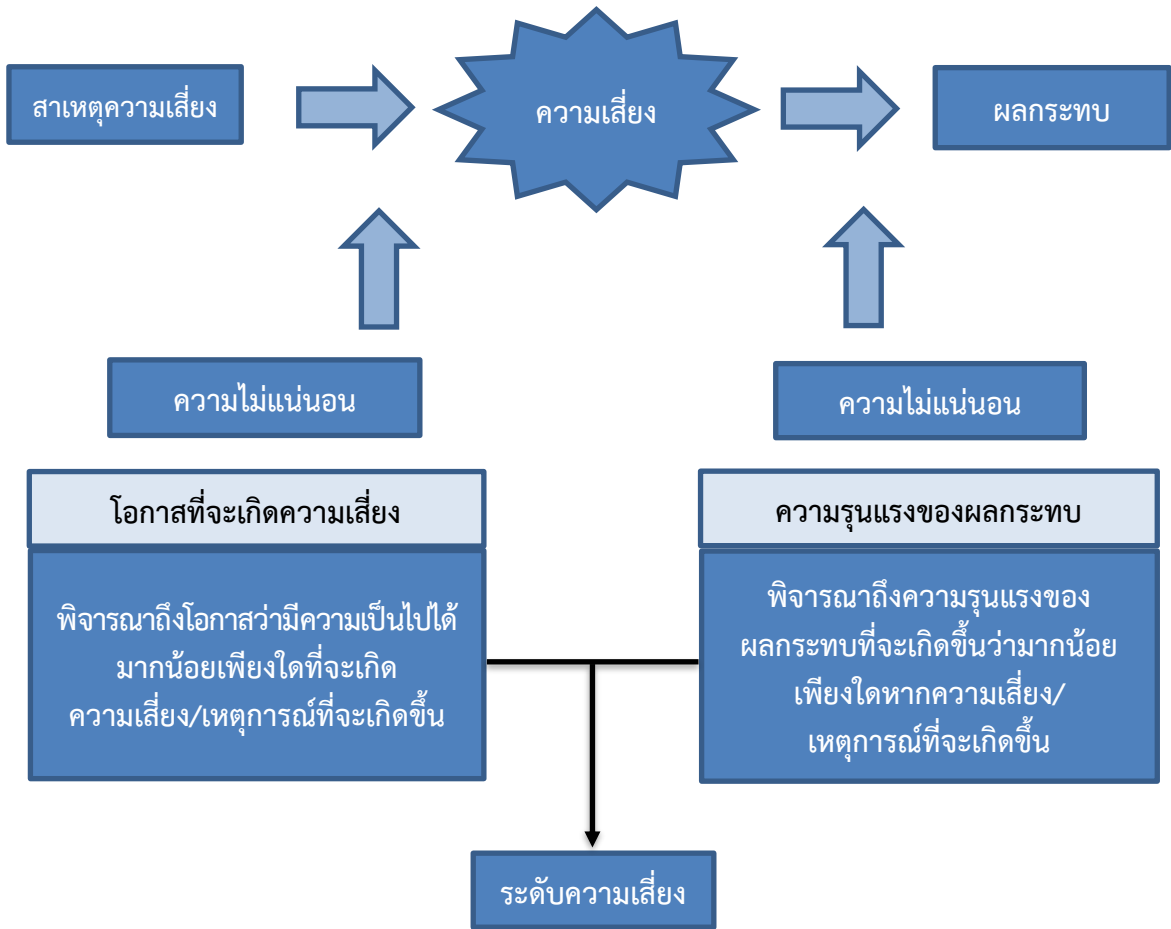 สาเหตุความเสี่ยง
ความเสี่ยง
ผลกระทบ
ความไม่แน่นอน
ความไม่แน่นอน
โอกาสที่จะเกิดความเสี่ยง
พิจารณาถึงโอกาสว่ามีความเป็นไปได้
มากน้อยเพียงใดที่จะเกิด
ความเสี่ยง/เหตุการณ์ที่จะเกิดขึ้น
ความรุนแรงของผลกระทบ
พิจารณาถึงความรุนแรงของ
ผลกระทบที่จะเกิดขึ้นว่ามากน้อย
เพียงใดหากความเสี่ยง/
เหตุการณ์ที่จะเกิดขึ้น
ระดับความเสี่ยง